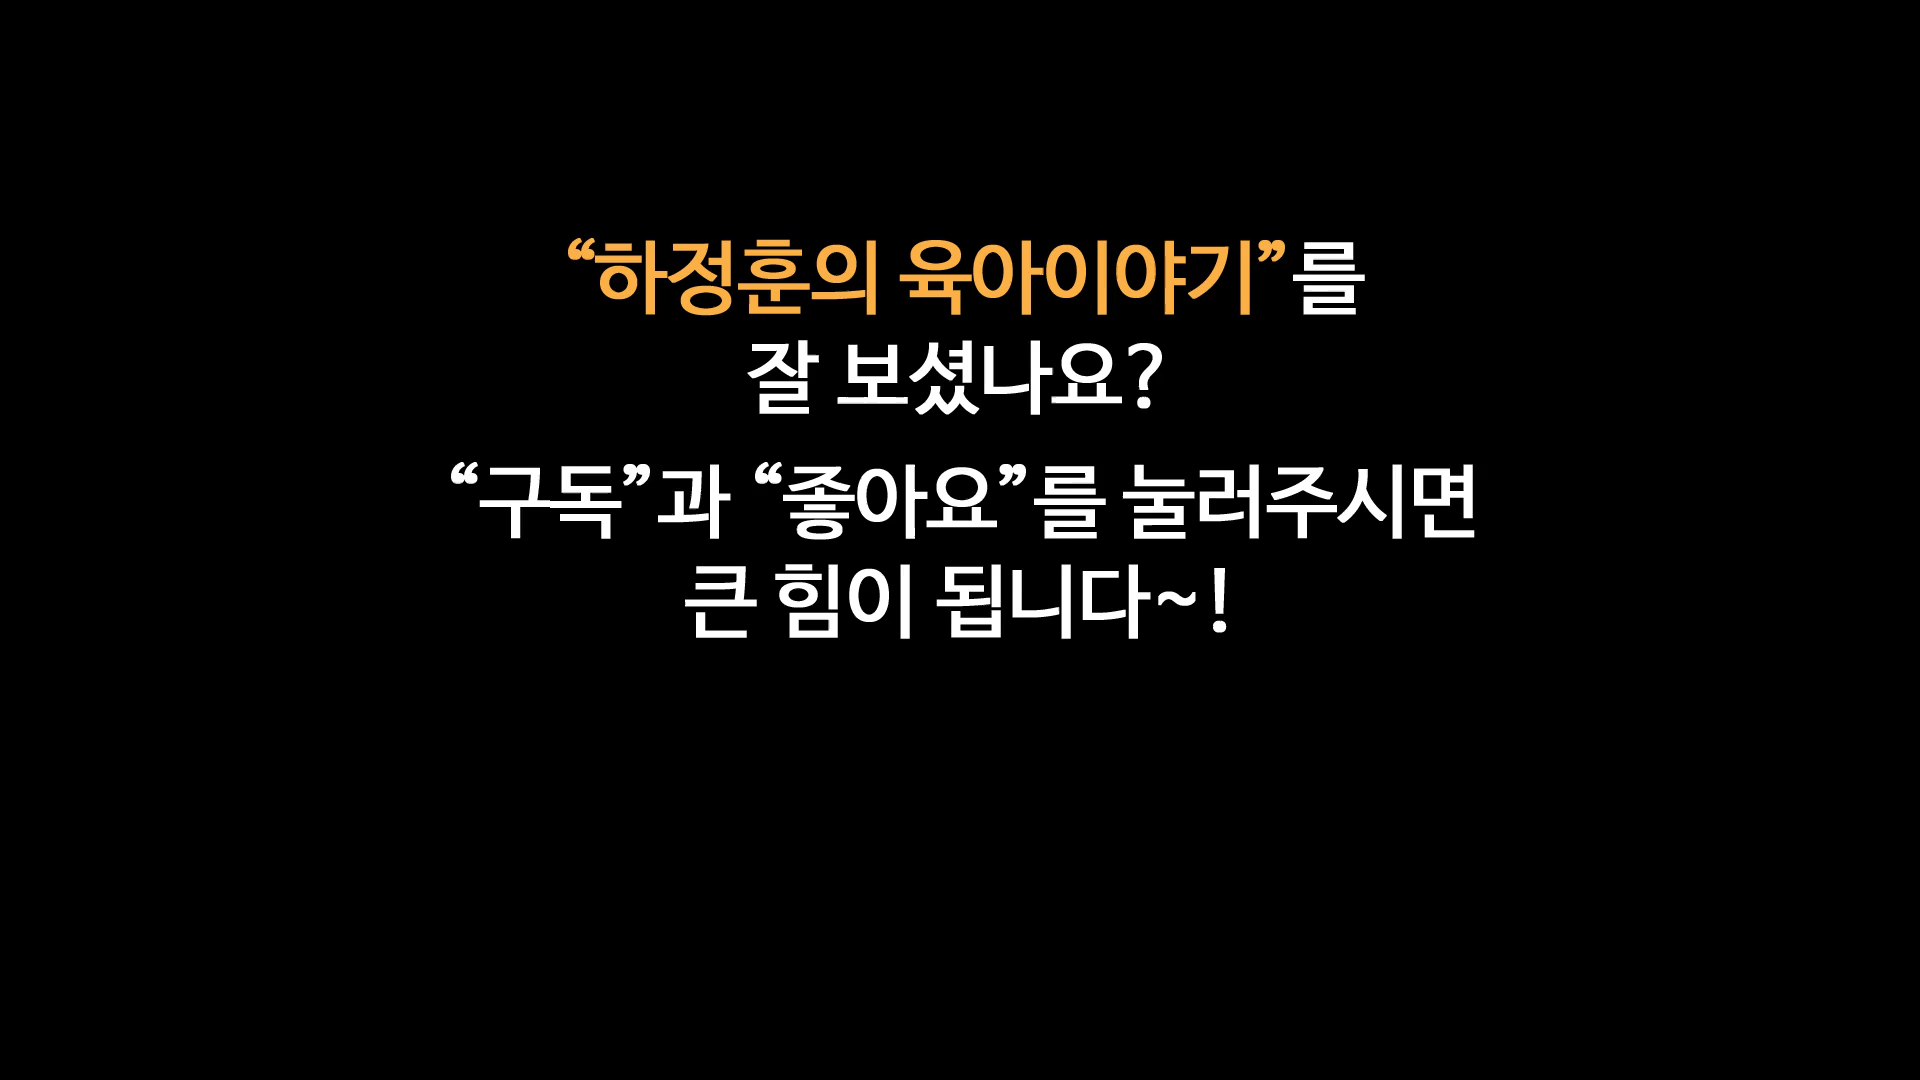 “하정훈의 육아이야기”를
잘 보셨나요?
“구독”과 “좋아요”를 눌러주시면
큰 힘이 됩니다~!